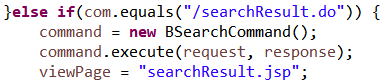 }else if(com.equals("/searchResult.do")) {
    command = new BSearchCommand();
    command.execute(request, response);
    viewPage = "searchResult.jsp";